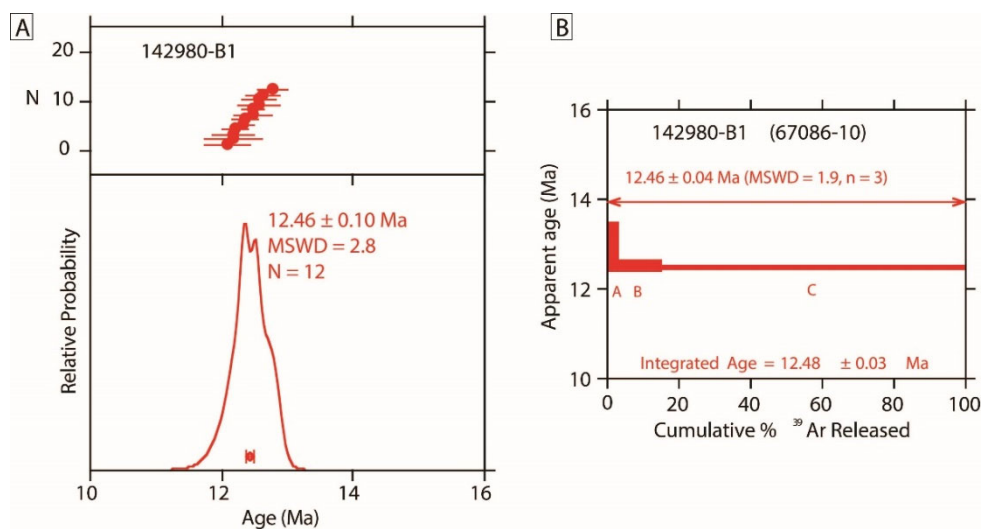 A
142980-B1
20
N
10
0
12.46 ± 0.10 Ma
MSWD = 2.8
N = 12
Relative Probability
10 12 14 16
Age (Ma)
B
16
142980-B1 (67086-10)
12.46 ± 0.04 Ma (MSWD = 1.9, n = 3)
14
Apparent age (Ma)
12
A B C
Integrated Age = 12.48 ± 0.03 Ma
10
0 20 40 60 80 100
Cumulative % ³⁹ Ar Released